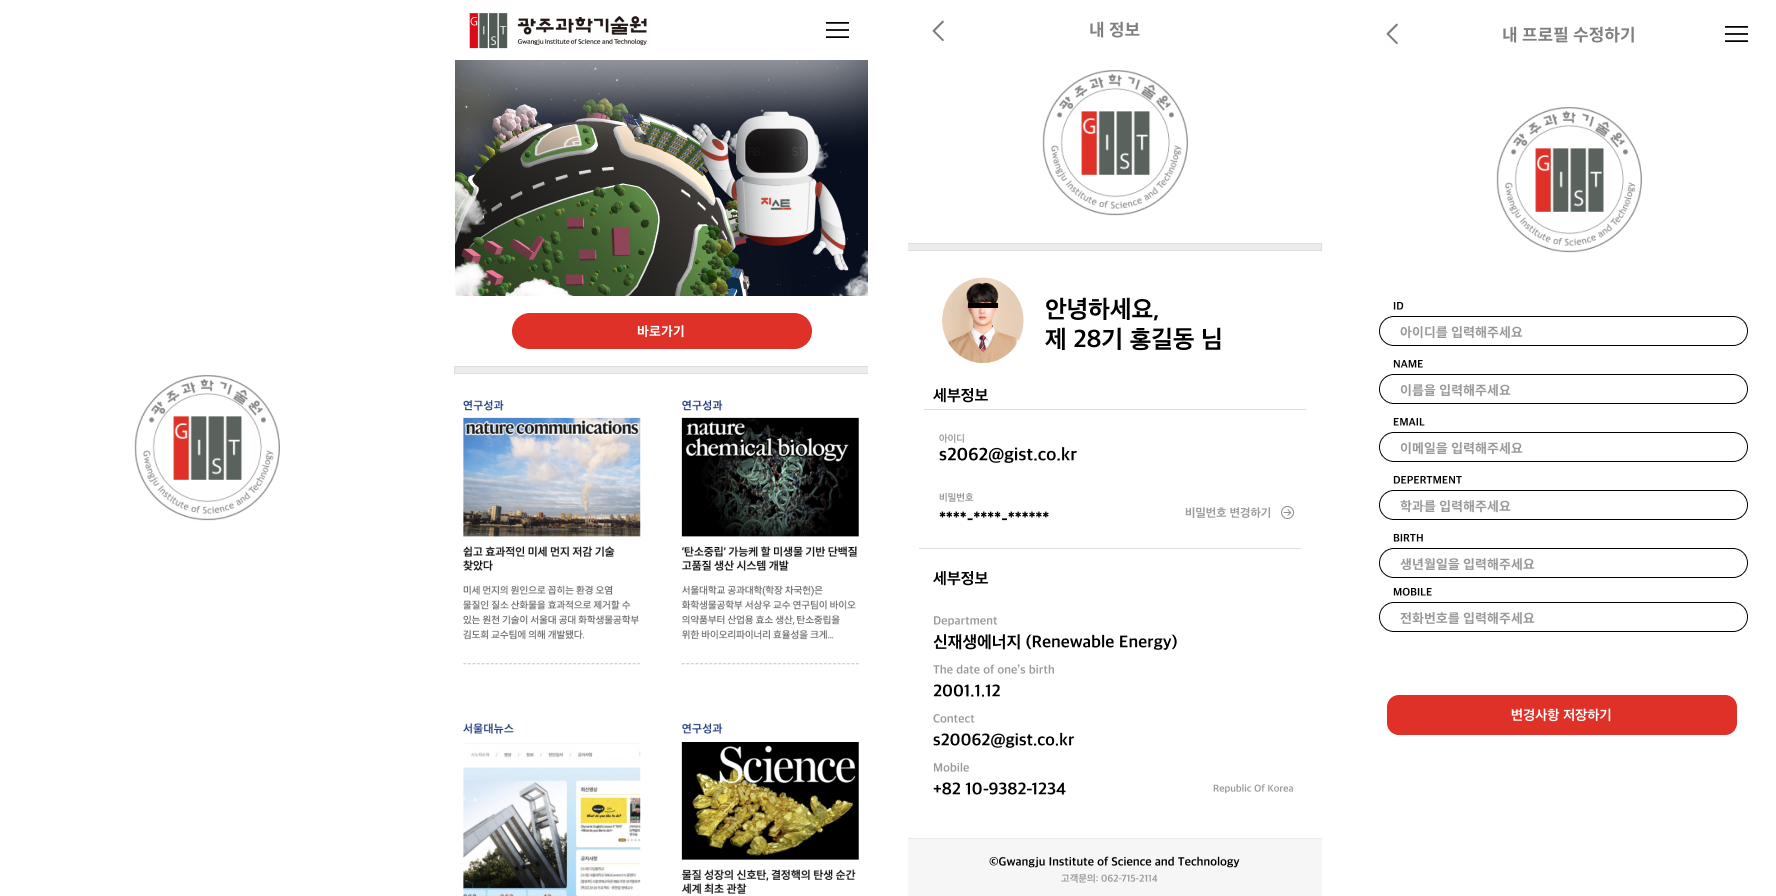 광주과학기술원
GIST
Gwangju Institute of Science and Technology
GIST
광주과학기술원
Gwangju Institute of Science and Technology
지스트
바로가기
연구성과
nature communications
쉽고 효과적인 미세 먼지 저감 기술
찾았다
미세 먼지의 원인으로 꼽히는 환경 오염
물질인 질소 산화물을 효과적으로 제거할 수
있는 원천 기술이 서울대 공대 화학생물공학부
김도희 교수팀에 의해 개발됐다.
연구성과
nature
chemical biology
‘탄소중립’ 가능케 할 미생물 기반 단백질
고품질 생산 시스템 개발
서울대학교 공과대학(학장 차국헌)은
화학생물공학부 서상우 교수 연구팀이 바이오
의약품부터 산업용 효소 생산, 탄소중립을
위한 바이오리파이너리 효율성을 크게...
서울대뉴스
최신영상
공지사항
연구성과
Science
물질 성장의 신호탄, 결정핵의 탄생 순간
세계 최초 관찰
내 정보
광주과학기술원
GIST
Gwangju Institute of Science and Technology
안녕하세요,
제 28기 홍길동 님
세부정보
아이디
s2062@gist.co.kr
비밀번호
****-****-******
비밀번호 변경하기
세부정보
Department
신재생에너지 (Renewable Energy)
The date of one's birth
2001.1.12
Contect
s20062@gist.co.kr
Mobile
+82 10-9382-1234
Republic Of Korea
©Gwangju Institute of Science and Technology
고객문의: 062-715-2114
내 프로필 수정하기
광주과학기술원
GIST
Gwangju Institute of Science and Technology
ID
아이디를 입력해주세요
NAME
이름을 입력해주세요
EMAIL
이메일을 입력해주세요
DEPERTMENT
학과를 입력해주세요
BIRTH
생년월일을 입력해주세요
MOBILE
전화번호를 입력해주세요
변경사항 저장하기